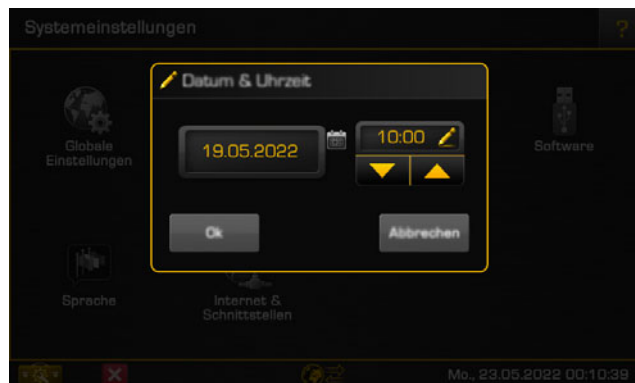 Systemeinstellungen
?
Datum & Uhrzeit
19.05.2022
10:00
Globale
Einstellungen
Software
Ok
Abbrechen
Sprache
Internet &
Schnittstellen
Mo., 23.05.2022 00:10:39